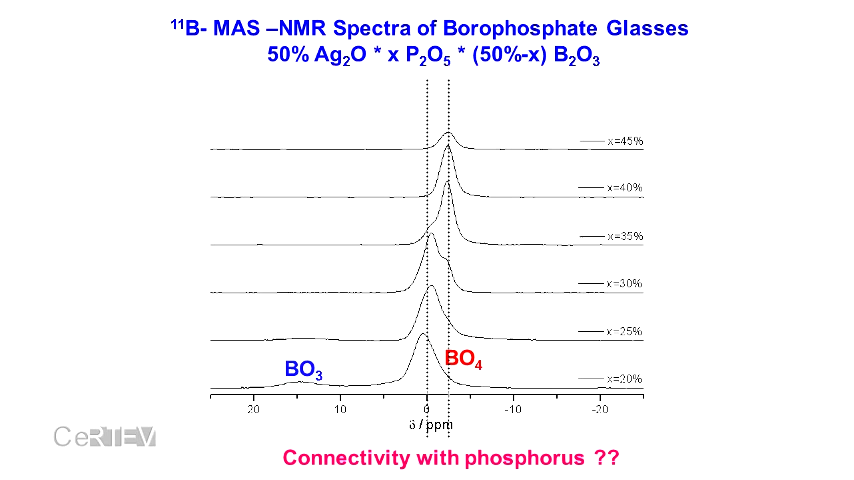 ¹¹B- MAS –NMR Spectra of Borophosphate Glasses
50% Ag₂O * x P₂O₅ * (50%-x) B₂O₃
x=45%
x=40%
x=35%
x=30%
x=25%
BO₄
BO₃
x=20%
20 10 0 -10 -20
δ / ppm
CeRTEV
Connectivity with phosphorus ??